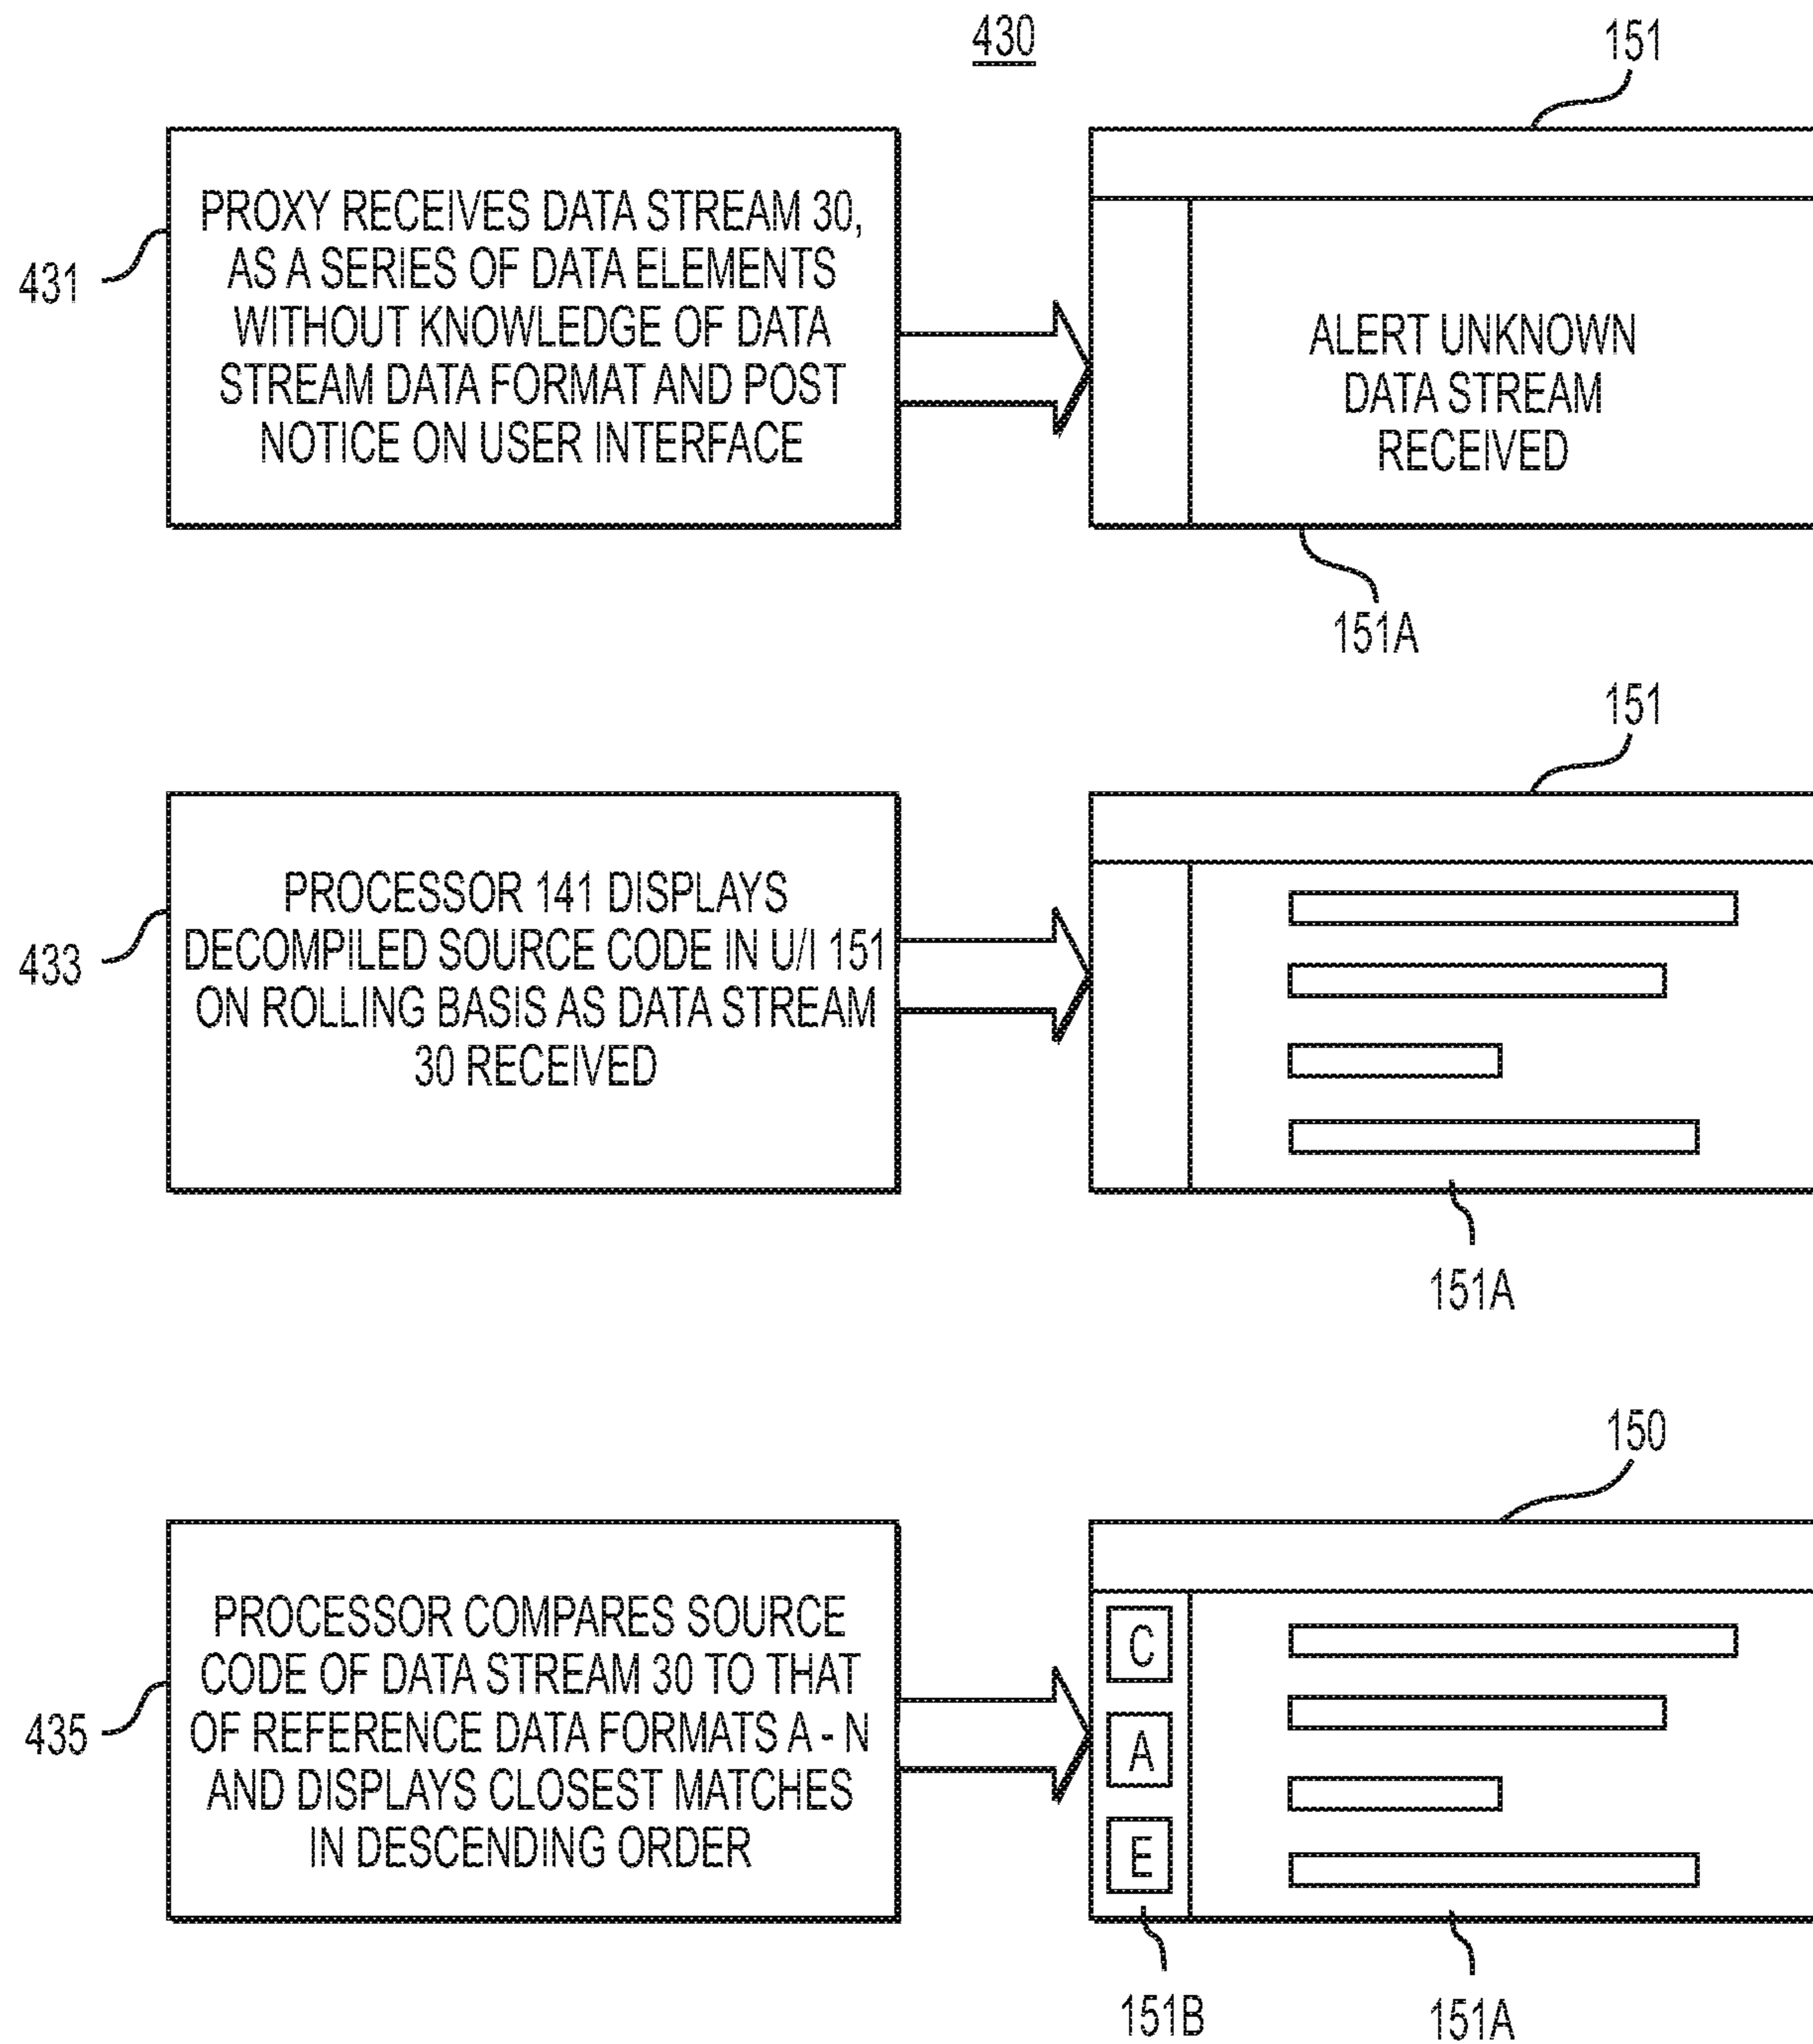 430
151
PROXY RECEIVES DATA STREAM 30,
AS A SERIES OF DATA ELEMENTS
WITHOUT KNOWLEDGE OF DATA
STREAM DATA FORMAT AND POST
NOTICE ON USER INTERFACE
431
ALERT UNKNOWN
DATA STREAM
RECEIVED
151A
151
PROCESSOR 141 DISPLAYS
DECOMPILED SOURCE CODE IN U/I 151
ON ROLLING BASIS AS DATA STREAM
30 RECEIVED
433
151A
150
PROCESSOR COMPARES SOURCE
CODE OF DATA STREAM 30 TO THAT
OF REFERENCE DATA FORMATS A - N
AND DISPLAYS CLOSEST MATCHES
IN DESCENDING ORDER
435
C
A
E
151B
151A